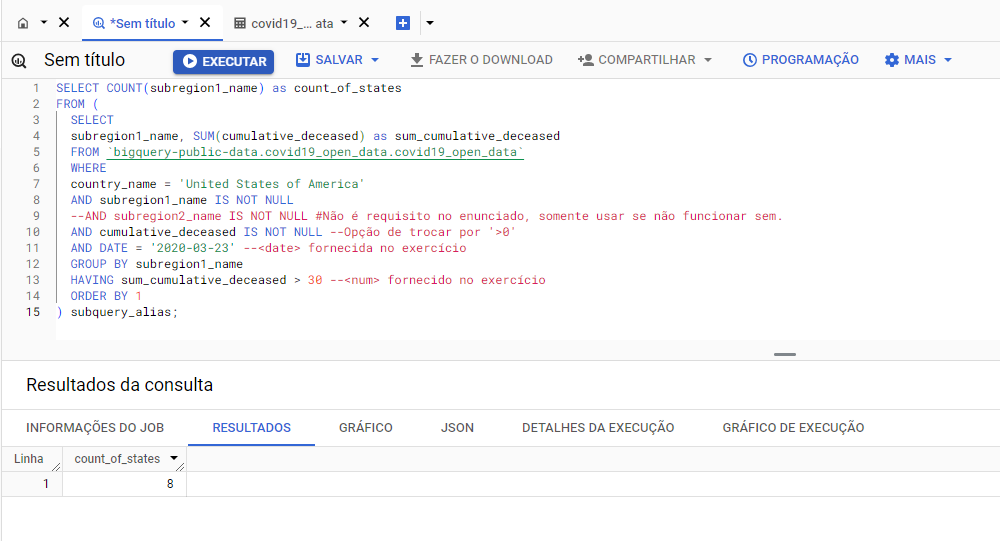 *Sem título
covid19_... ata
Sem título
EXECUTAR
SALVAR
FAZER O DOWNLOAD
COMPARTILHAR
PROGRAMAÇÃO
MAIS
1 SELECT COUNT(subregion1_name) as count_of_states
2 FROM (
3 SELECT
4 subregion1_name, SUM(cumulative_deceased) as sum_cumulative_deceased
5 FROM `bigquery-public-data.covid19_open_data.covid19_open_data`
6 WHERE
7 country_name = 'United States of America'
8 AND subregion1_name IS NOT NULL
9 --AND subregion2_name IS NOT NULL #Não é requisito no enunciado, somente usar se não funcionar sem.
10 AND cumulative_deceased IS NOT NULL --Opção de trocar por '>0'
11 AND DATE = '2020-03-23' --<date> fornecida no exercício
12 GROUP BY subregion1_name
13 HAVING sum_cumulative_deceased > 30 --<num> fornecido no exercício
14 ORDER BY 1
15 ) subquery_alias;
Resultados da consulta
INFORMAÇÕES DO JOB
RESULTADOS
GRÁFICO
JSON
DETALHES DA EXECUÇÃO
GRÁFICO DE EXECUÇÃO
Linha count_of_states
1 8